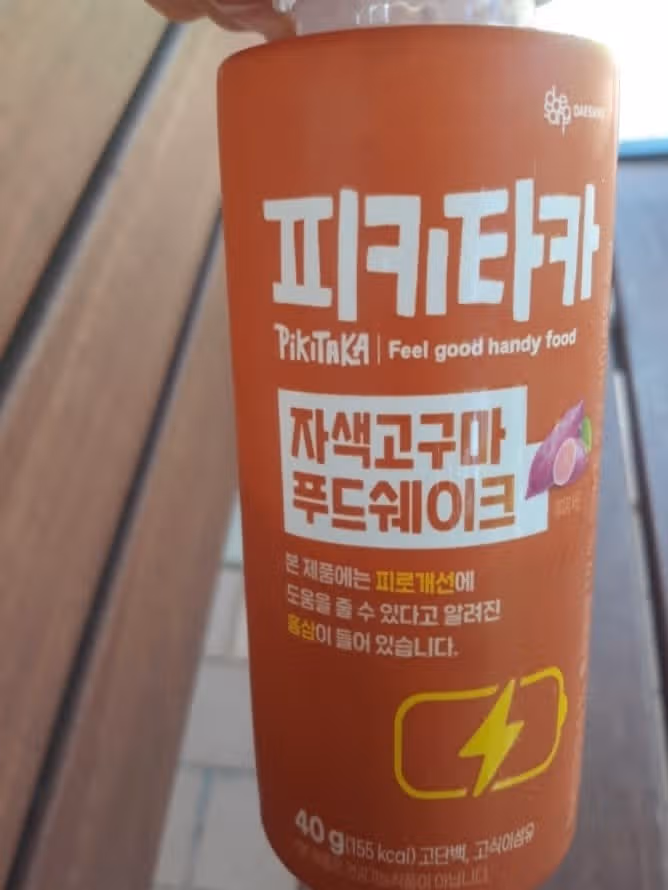 피키타카
PiKiTAKA | Feel good handy food
자색고구마
푸드쉐이크
본 제품에는 피로개선에
도움을 줄 수 있다고 알려진
홍삼이 들어 있습니다.
40 g(155 kcal) 고단백, 고식이섬유